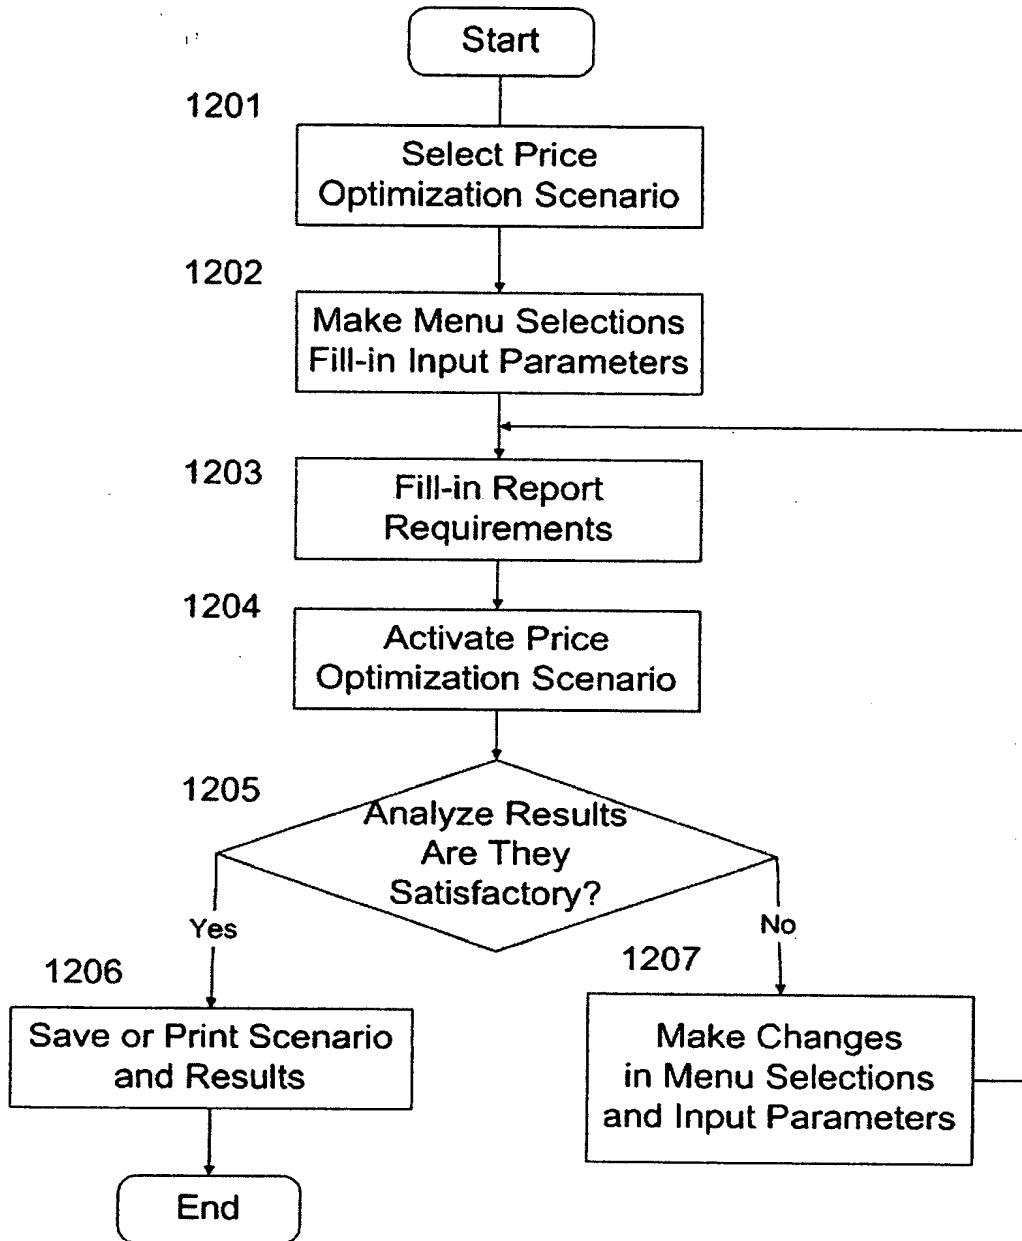 Start
1201
Select Price
Optimization Scenario
1202
Make Menu Selections
Fill-in Input Parameters
1203
Fill-in Report
Requirements
1204
Activate Price
Optimization Scenario
1205
Analyze Results
Are They
Satisfactory?
Yes
No
1206
Save or Print Scenario
and Results
1207
Make Changes
in Menu Selections
and Input Parameters
End